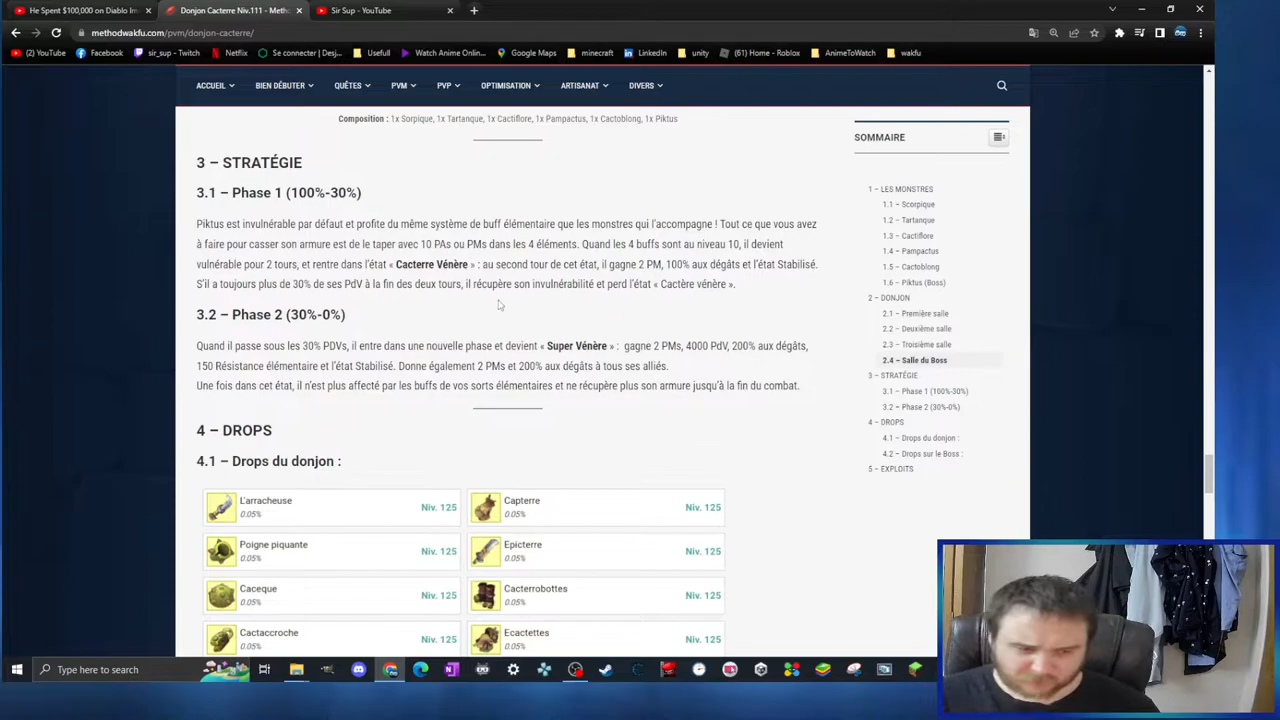 He Spent $100,000 on Diablo Im
Donjon Cacterre Niv.111 - Metho
Sir Sup - YouTube
methodwakfu.com/pvm/donjon-cacterre/
(2) YouTube
Facebook
sir_sup - Twitch
Netflix
Se connecter | Desj...
Usefull
Watch Anime Onlin...
Google Maps
minecraft
LinkedIn
unity
(61) Home - Roblox
AnimeToWatch
wakfu
ACCUEIL
BIEN DÉBUTER
QUÊTES
PVM
PVP
OPTIMISATION
ARTISANAT
DIVERS
Composition : 1x Sorpique, 1x Tartanque, 1x Cactiflore, 1x Pampactus, 1x Cactoblong, 1x Piktus
3 – STRATÉGIE
3.1 – Phase 1 (100%-30%)
Piktus est invulnérable par défaut et profite du même système de buff élémentaire que les monstres qui l'accompagne ! Tout ce que vous avez
à faire pour casser son armure est de le taper avec 10 PAs ou PMs dans les 4 éléments. Quand les 4 buffs sont au niveau 10, il devient
vulnérable pour 2 tours, et rentre dans l'état « Cacterre Vénère » : au second tour de cet état, il gagne 2 PM, 100% aux dégâts et l'état Stabilisé.
S'il a toujours plus de 30% de ses PdV à la fin des deux tours, il récupère son invulnérabilité et perd l'état « Cactère vénère ».
3.2 – Phase 2 (30%-0%)
Quand il passe sous les 30% PDVs, il entre dans une nouvelle phase et devient « Super Vénère » : gagne 2 PMs, 4000 PdV, 200% aux dégâts,
150 Résistance élémentaire et l'état Stabilisé. Donne également 2 PMs et 200% aux dégâts à tous ses alliés.
Une fois dans cet état, il n'est plus affecté par les buffs de vos sorts élémentaires et ne récupère plus son armure jusqu'à la fin du combat.
4 – DROPS
4.1 – Drops du donjon :
L'arracheuse
0.05%
Niv. 125
Capterre
0.05%
Niv. 125
Poigne piquante
0.05%
Niv. 125
Epicterre
0.05%
Niv. 125
Caceque
0.05%
Niv. 125
Cacterrobottes
0.05%
Niv. 125
Cactaccroche
0.05%
Niv. 125
Ecactettes
0.05%
Niv. 125
SOMMAIRE
1 – LES MONSTRES
1.1 – Scorpique
1.2 – Tartanque
1.3 – Cactiflore
1.4 – Pampactus
1.5 – Cactoblong
1.6 – Piktus (Boss)
2 – DONJON
2.1 – Première salle
2.2 – Deuxième salle
2.3 – Troisième salle
2.4 – Salle du Boss
3 – STRATÉGIE
3.1 – Phase 1 (100%-30%)
3.2 – Phase 2 (30%-0%)
4 – DROPS
4.1 – Drops du donjon :
4.2 – Drops sur le Boss :
5 – EXPLOITS
Type here to search